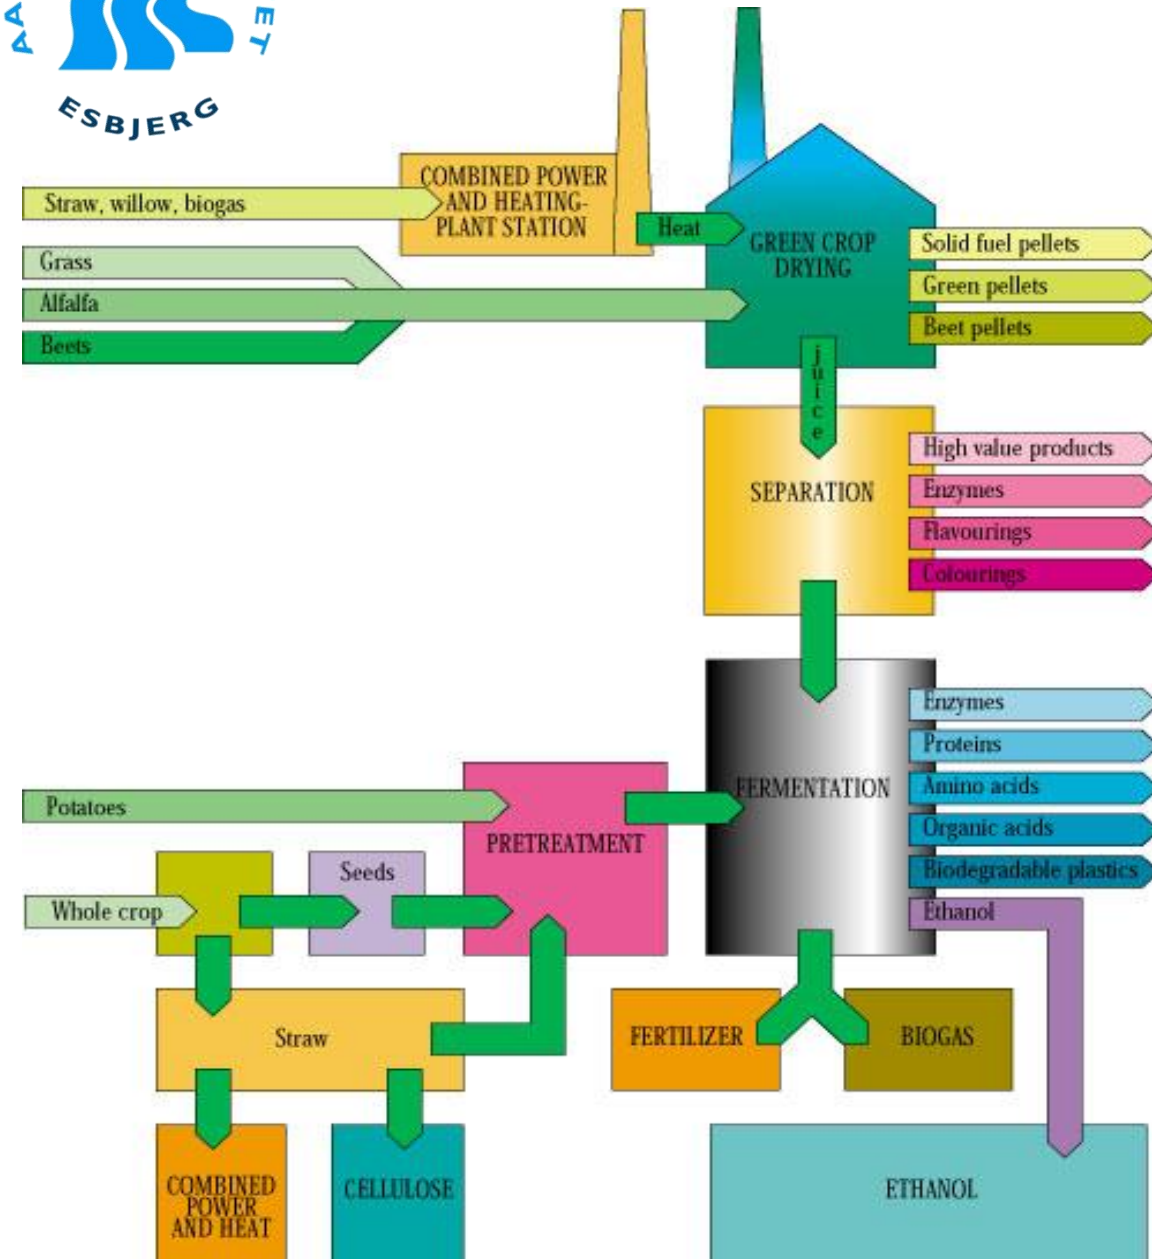 AA
ET
ESBJERG
COMBINED POWER
AND HEATING-
PLANT STATION
Straw, willow, biogas
Heat
GREEN CROP
DRYING
Grass
Alfalfa
Beets
Solid fuel pellets
Green pellets
Beet pellets
juice
SEPARATION
High value products
Enzymes
Flavourings
Colourings
FERMENTATION
Enzymes
Proteins
Amino acids
Organic acids
Biodegradable plastics
Ethanol
Potatoes
PRETREATMENT
Seeds
Whole crop
Straw
FERTILIZER
BIOGAS
COMBINED
POWER
AND HEAT
CELLULOSE
ETHANOL